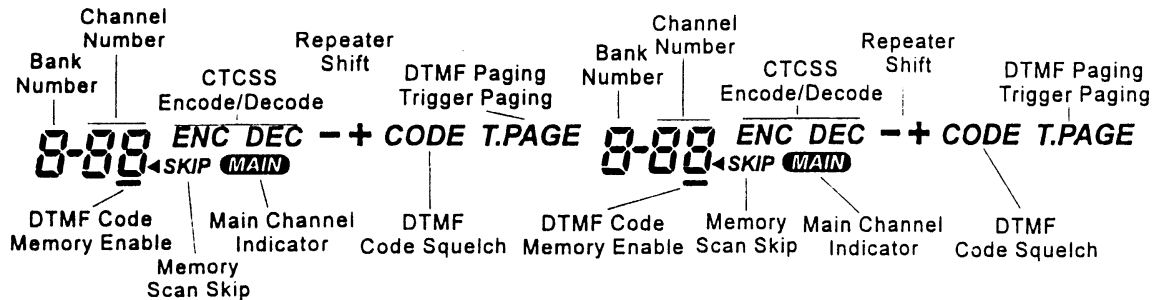 Channel
Number
Bank
Number
CTCSS
Encode/Decode
Repeater
Shift
DTMF Paging
Trigger Paging
8-88 ENC DEC - + CODE T.PAGE
SKIP MAIN
DTMF Code
Memory Enable
Memory
Scan Skip
Main Channel
Indicator
DTMF
Code Squelch
Channel
Number
Bank
Number
CTCSS
Encode/Decode
Repeater
Shift
DTMF Paging
Trigger Paging
8-88 ENC DEC - + CODE T.PAGE
SKIP MAIN
DTMF Code
Memory Enable
Memory
Scan Skip
Main Channel
Indicator
DTMF
Code Squelch